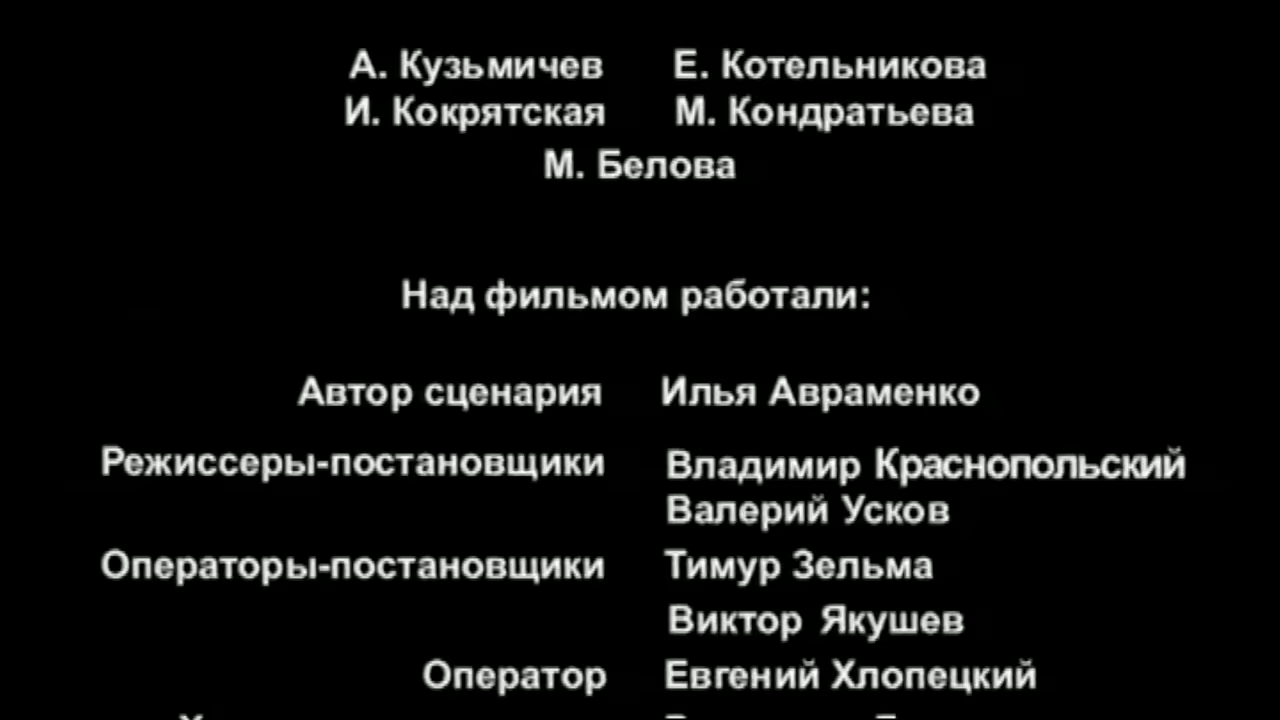 А. Кузьмичев Е. Котельникова
И. Кокрятская М. Кондратьева
М. Белова
Над фильмом работали:
Автор сценария Илья Авраменко
Режиссеры-постановщики Владимир Краснопольский
Валерий Усков
Операторы-постановщики Тимур Зельма
Виктор Якушев
Оператор Евгений Хлопецкий